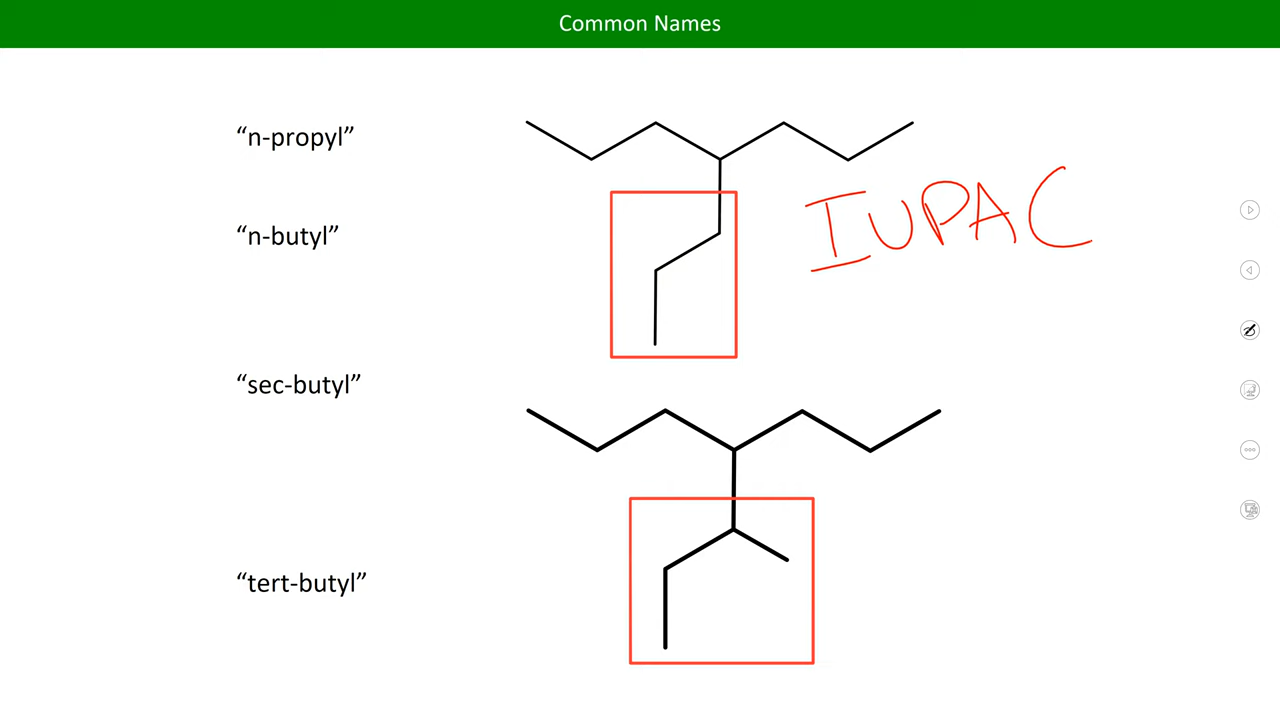 Common Names
“n-propyl”
IUPAC
“n-butyl”
“sec-butyl”
“tert-butyl”